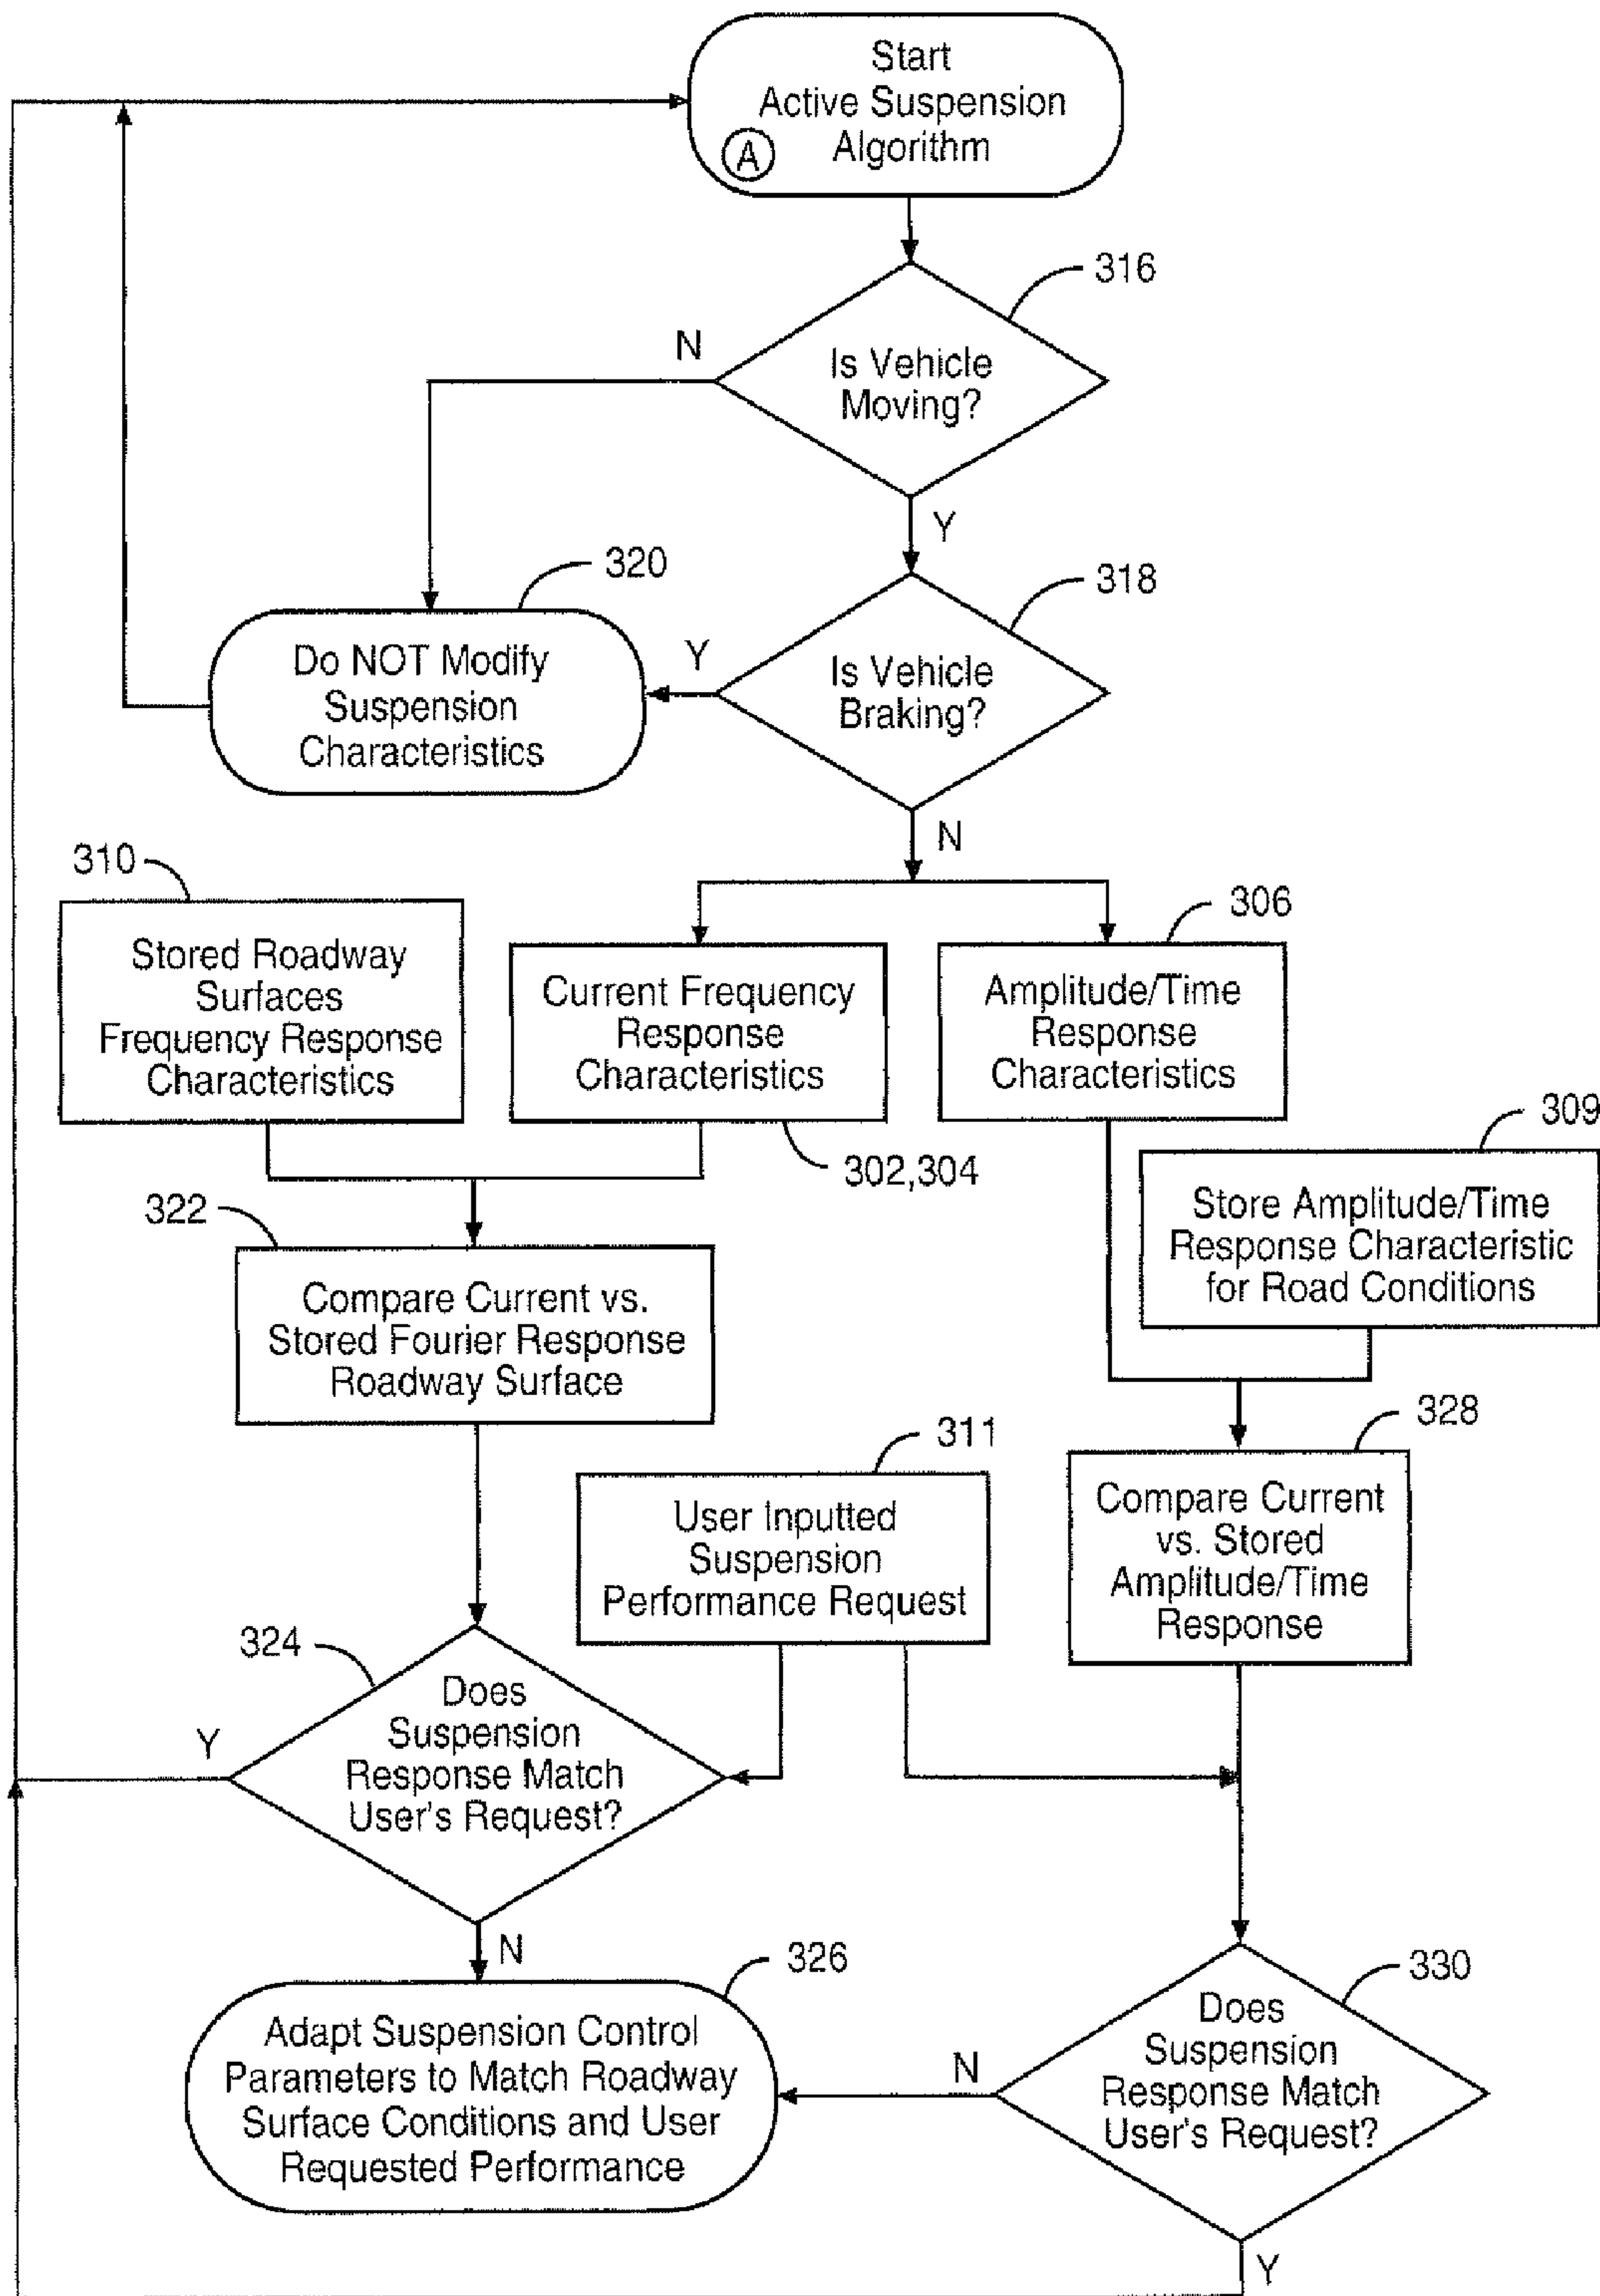 Start
Active Suspension
Algorithm
A
316
N
Is Vehicle
Moving?
Y
320
318
Do NOT Modify
Suspension
Characteristics
Y
Is Vehicle
Braking?
N
310
306
Stored Roadway
Surfaces
Frequency Response
Characteristics
Current Frequency
Response
Characteristics
Amplitude/Time
Response
Characteristics
302,304
309
322
Store Amplitude/Time
Response Characteristic
for Road Conditions
Compare Current vs.
Stored Fourier Response
Roadway Surface
311
328
User Inputted
Suspension
Performance Request
Compare Current
vs. Stored
Amplitude/Time
Response
324
Y
Does
Suspension
Response Match
User's Request?
N
326
330
Adapt Suspension Control
Parameters to Match Roadway
Surface Conditions and User
Requested Performance
N
Does
Suspension
Response Match
User's Request?
Y